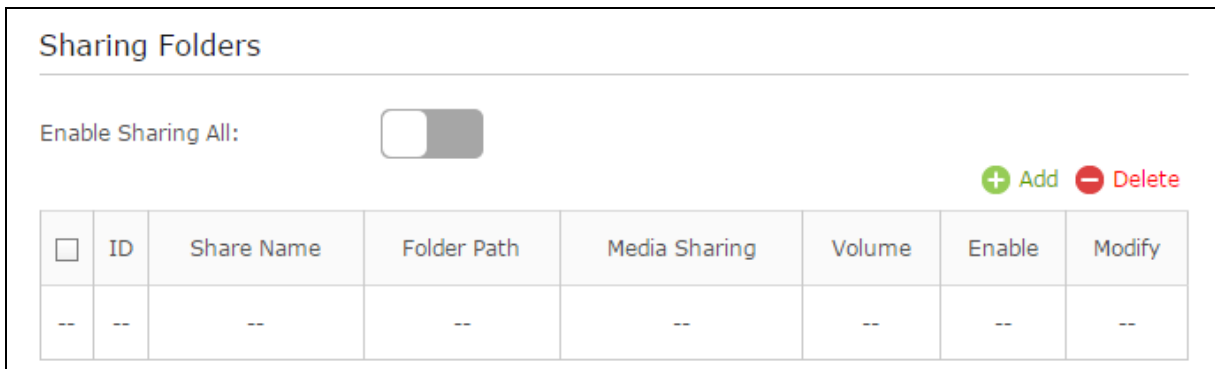 Sharing Folders
Enable Sharing All:
Add Delete
ID Share Name Folder Path Media Sharing Volume Enable Modify
-- -- -- -- -- -- -- --